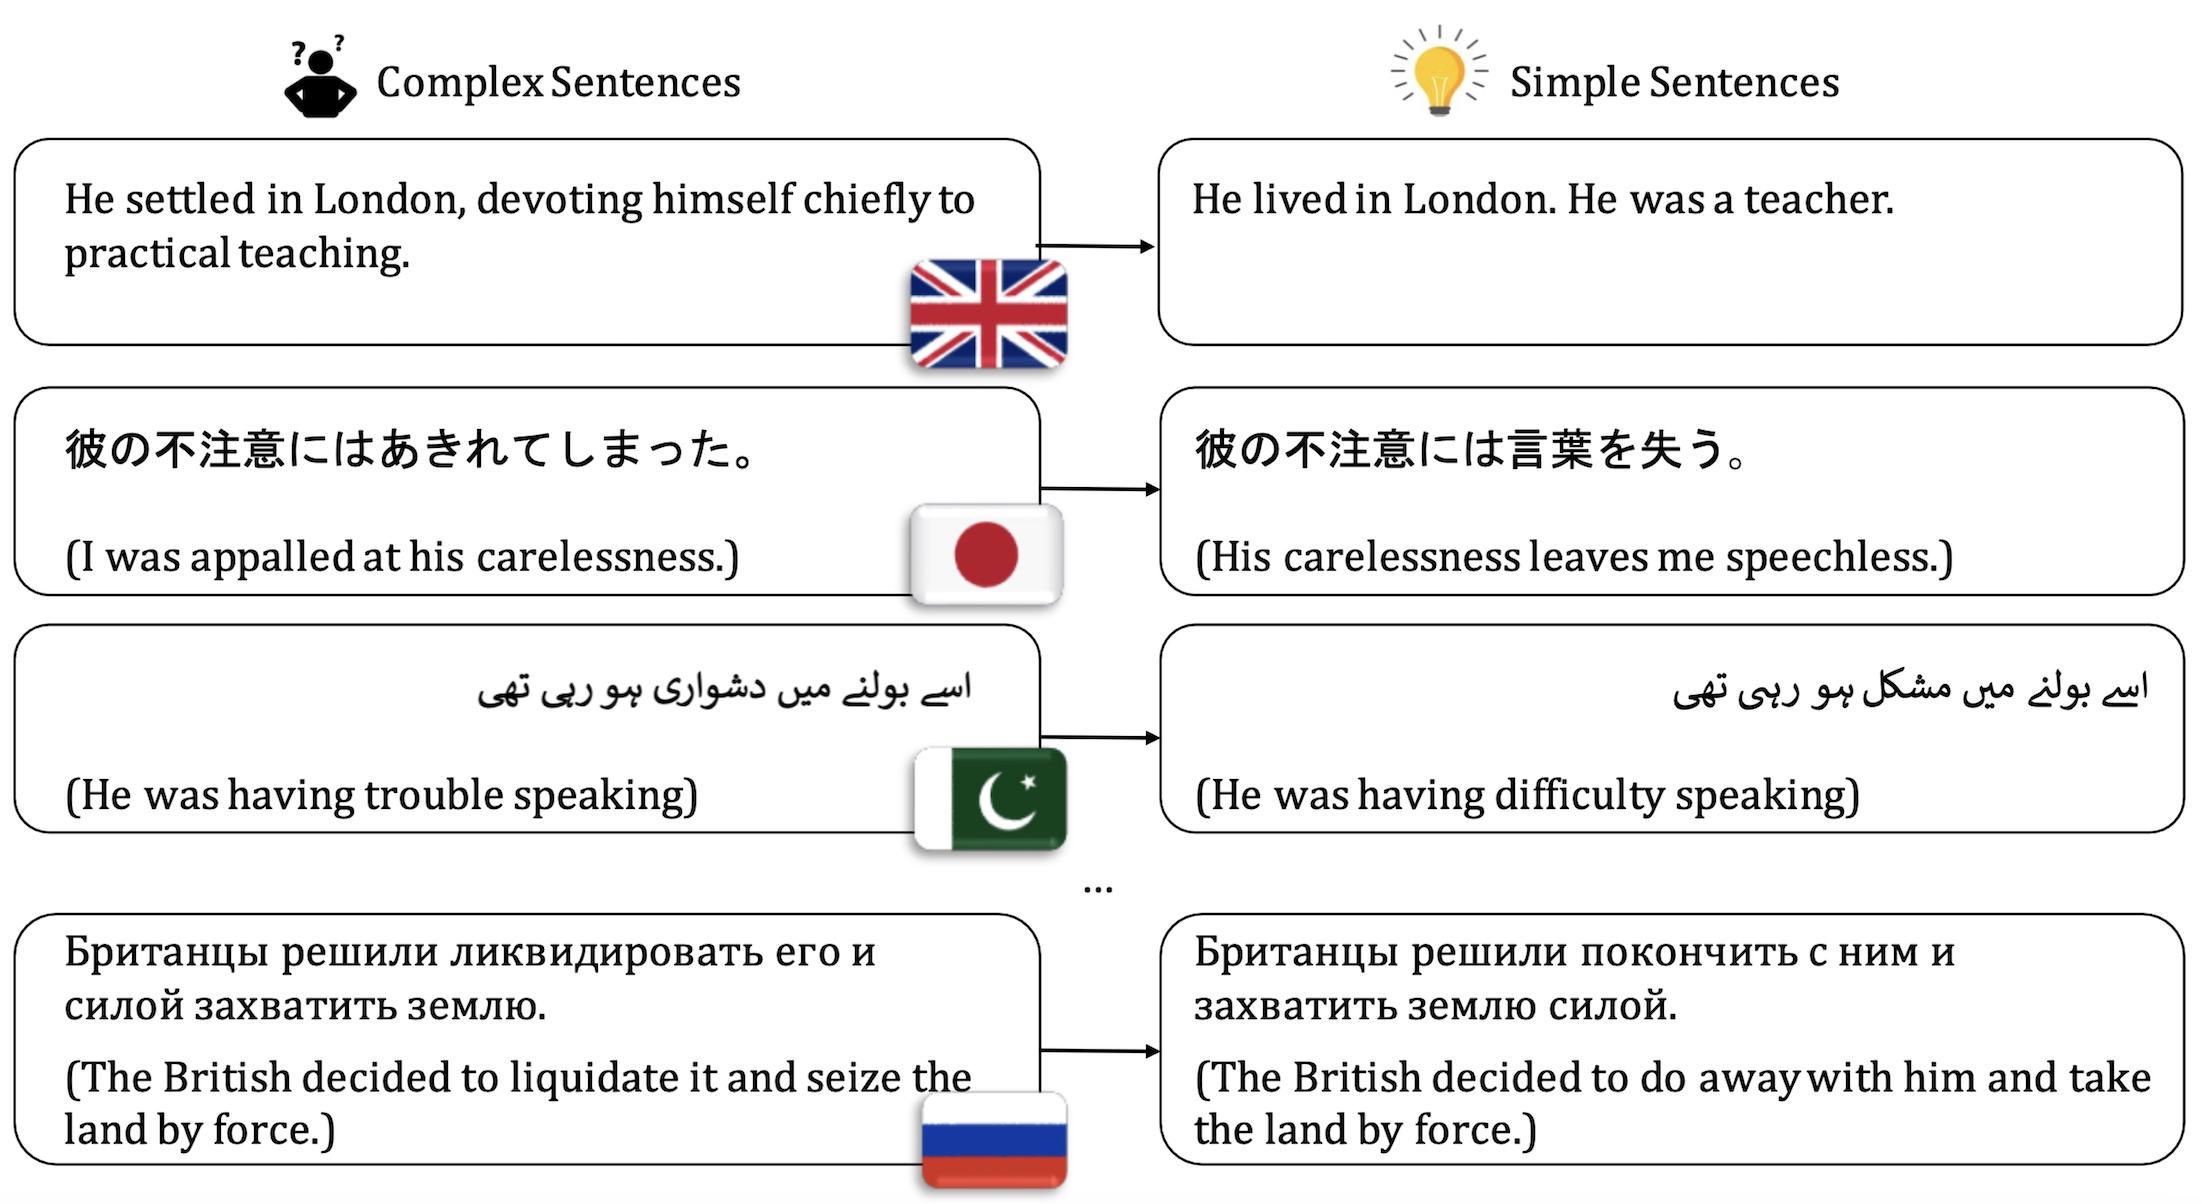 Complex Sentences
Simple Sentences
He settled in London, devoting himself chiefly to
practical teaching.
He lived in London. He was a teacher.
彼の不注意にはあきれてしまった。
(I was appalled at his carelessness.)
彼の不注意には言葉を失う。
(His carelessness leaves me speechless.)
اسے بولنے میں دشواری ہو رہی تھی
(He was having trouble speaking)
اسے بولنے میں مشکل ہو رہی تھی
(He was having difficulty speaking)
...
Британцы решили ликвидировать его и
силой захватить землю.
(The British decided to liquidate it and seize the
land by force.)
Британцы решили покончить с ним и
захватить землю силой.
(The British decided to do away with him and take
the land by force.)